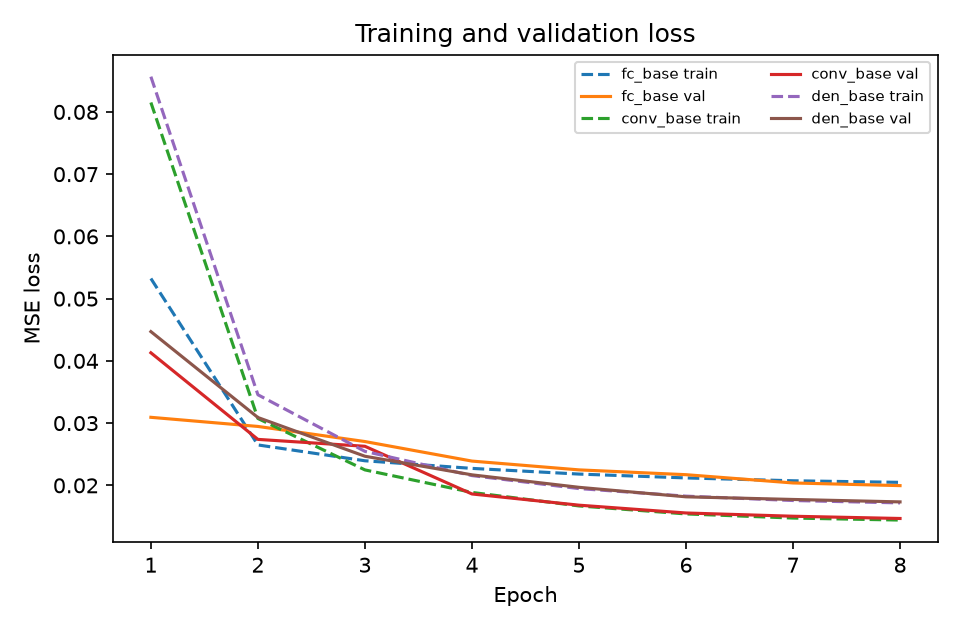 Training and validation loss
fc_base train
fc_base val
conv_base train
conv_base val
den_base train
den_base val
MSE loss
0.08
0.07
0.06
0.05
0.04
0.03
0.02
1 2 3 4 5 6 7 8
Epoch